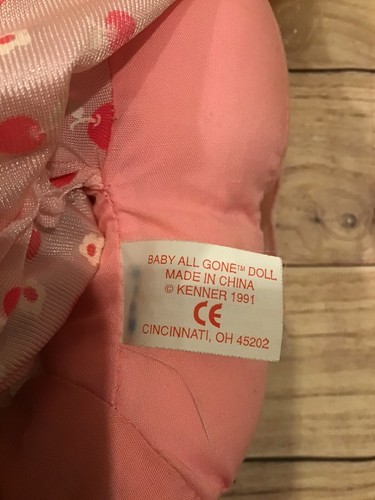 BABY ALL GONE™ DOLL
MADE IN CHINA
© KENNER 1991
CE
CINCINNATI, OH 45202